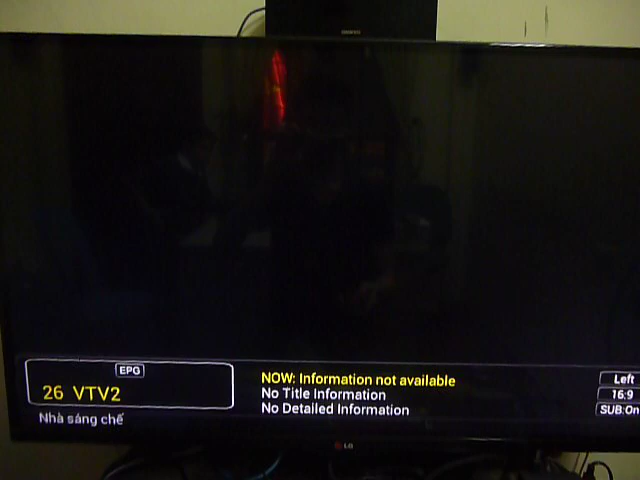 ONKYO
EPG
26 VTV2
Nhà sáng chế
NOW: Information not available
No Title Information
No Detailed Information
Left
16:9
SUB:On
LG